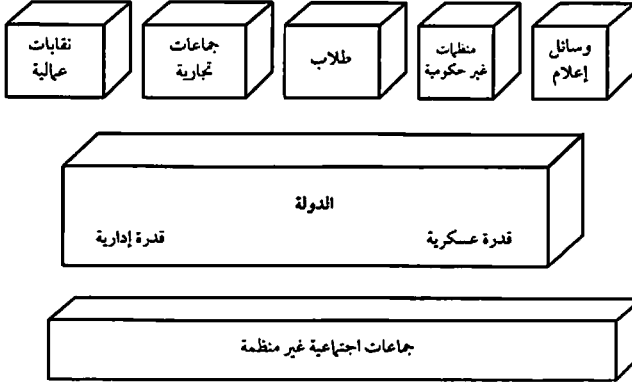 وسائل
إعلام
منظمات
غير حكومية
طلاب
جماعات
تجارية
نقابات
عمالية
الدولة
قدرة عسكرية
قدرة إدارية
جماعات اجتماعية غير منظمة